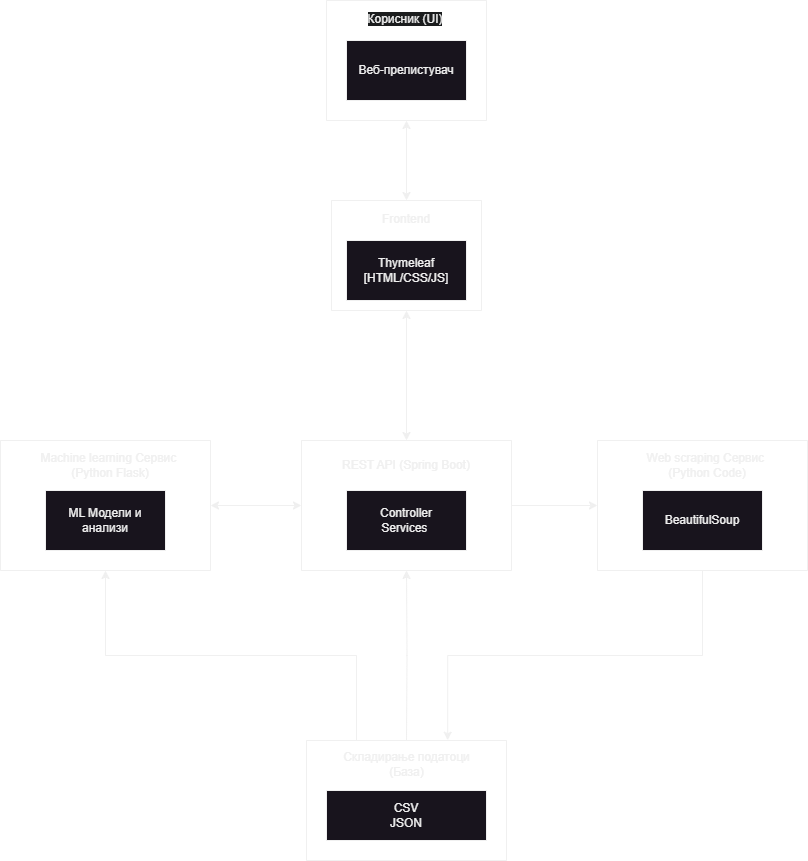 Корисник (UI)
Веб-прелистувач
Frontend
Thymeleaf
[HTML/CSS/JS]
Machine learning Сервис
(Python Flask)
ML Модели и
анализи
REST API (Spring Boot)
Controller
Services
Web scraping Сервис
(Python Code)
BeautifulSoup
Складирање податоци
(База)
CSV
JSON